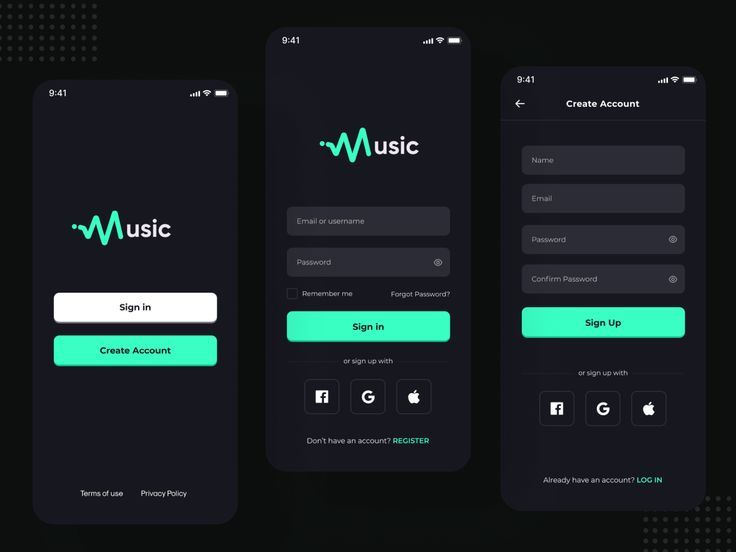 9:41
Music
Sign in
Create Account
Terms of use Privacy Policy
9:41
Music
Email or username
Password
Remember me Forgot Password?
Sign in
or sign up with
Don't have an account? REGISTER
9:41
Create Account
Name
Email
Password
Confirm Password
Sign Up
or sign up with
Already have an account? LOG IN